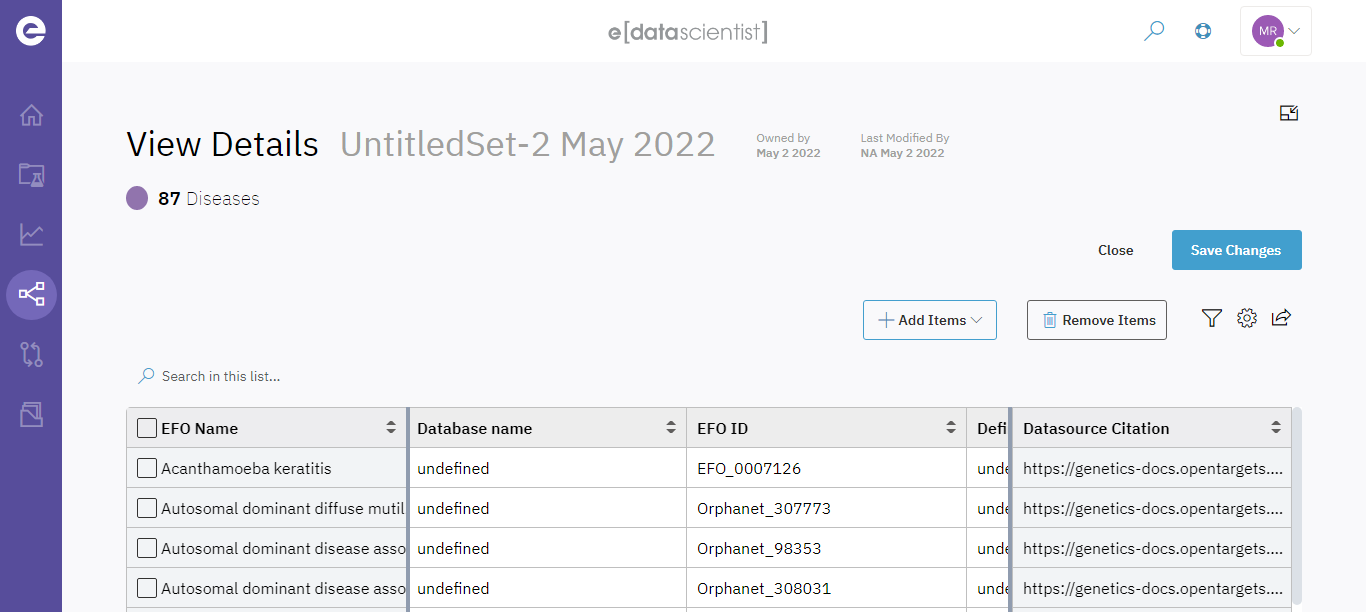 e
e[datascientist]
MR
View Details UntitledSet-2 May 2022
Owned by
May 2 2022
Last Modified By
NA May 2 2022
87 Diseases
Close
Save Changes
Add Items
Remove Items
Search in this list...
EFO Name Database name EFO ID Defi Datasource Citation
Acanthamoeba keratitis undefined EFO_0007126 unde https://genetics-docs.opentargets....
Autosomal dominant diffuse mutil undefined Orphanet_307773 unde https://genetics-docs.opentargets....
Autosomal dominant disease asso undefined Orphanet_98353 unde https://genetics-docs.opentargets....
Autosomal dominant disease asso undefined Orphanet_308031 unde https://genetics-docs.opentargets....